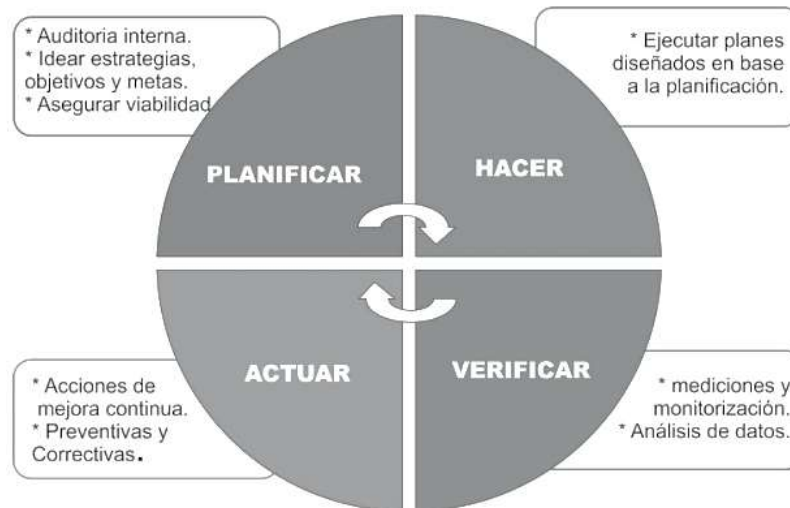 * Auditoria interna.
* Idear estrategias,
objetivos y metas.
* Asegurar viabilidad
* Ejecutar planes
diseñados en base
a la planificación.
PLANIFICAR
HACER
ACTUAR
VERIFICAR
* Acciones de
mejora continua.
* Preventivas y
Correctivas.
* mediciones y
monitorización.
* Análisis de datos.